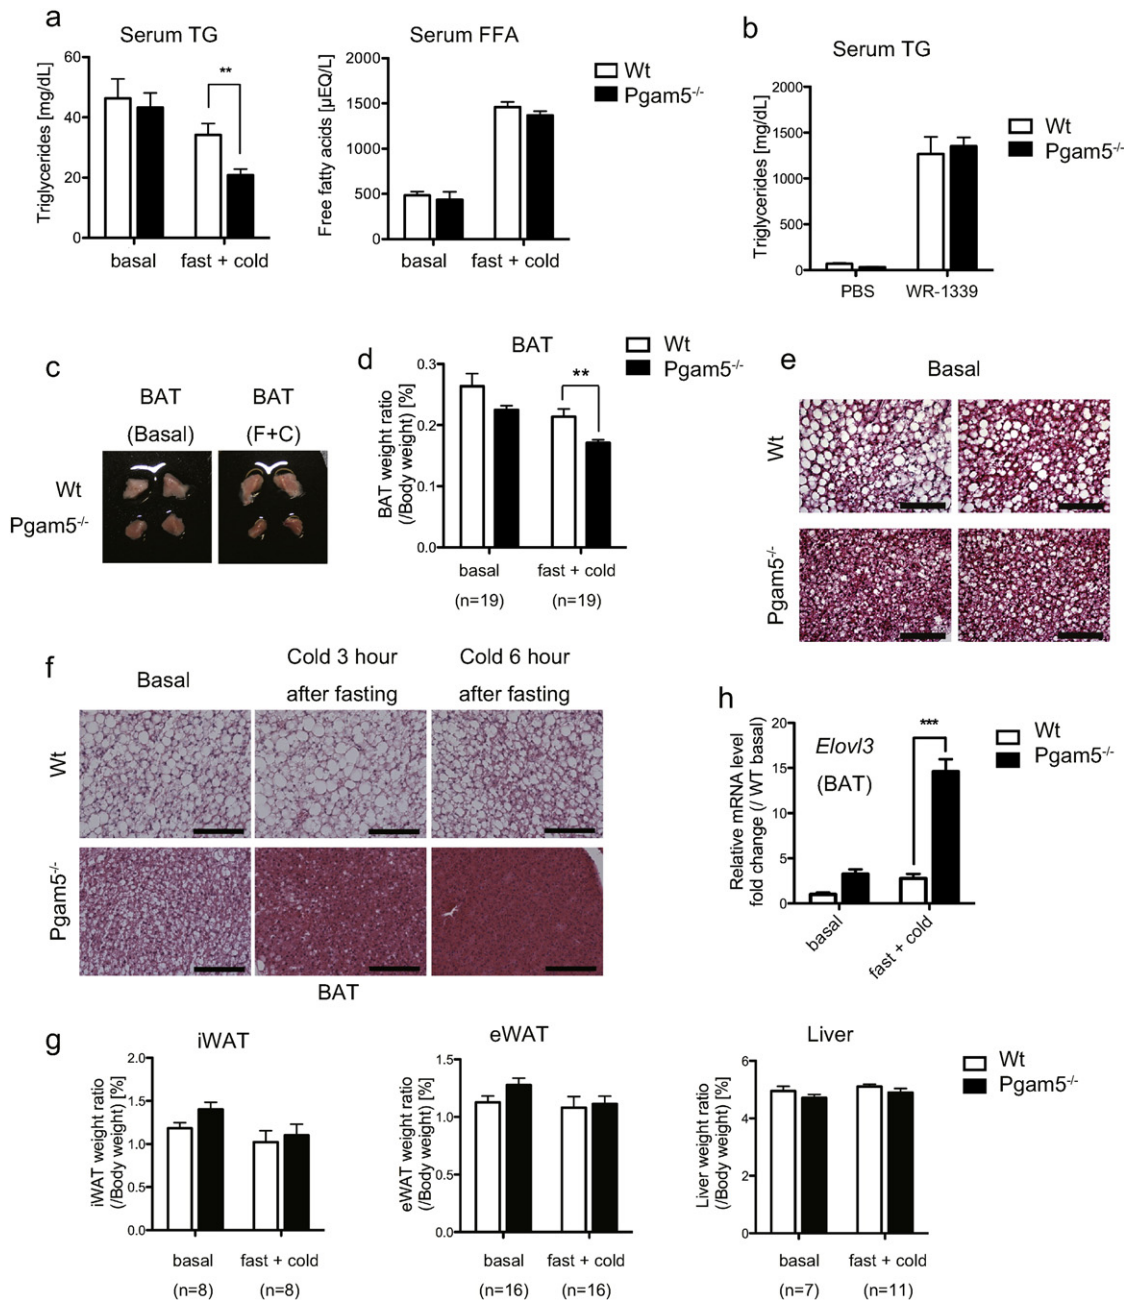 a
Serum TG
Triglycerides [mg/dL]
60
40
20
0
**
basal
fast + cold
Serum FFA
Free fatty acids [µEQ/L]
2000
1500
1000
500
0
basal
fast + cold
Wt
Pgam5-/-
b
Serum TG
Triglycerides [mg/dL]
2000
1500
1000
500
0
PBS
WR-1339
Wt
Pgam5-/-
c
BAT
(Basal)
BAT
(F+C)
Wt
Pgam5-/-
d
BAT
BAT weight ratio
(/Body weight) [%]
0.3
0.2
0.1
0.0
**
basal
fast + cold
(n=19)
(n=19)
Wt
Pgam5-/-
e
Basal
Wt
Pgam5-/-
f
Basal
Cold 3 hour
after fasting
Cold 6 hour
after fasting
Wt
Pgam5-/-
BAT
h
Relative mRNA level
fold change (/ WT basal)
20
15
10
5
0
Elovl3
(BAT)
***
basal
fast + cold
Wt
Pgam5-/-
g
iWAT
iWAT weight ratio
(/Body weight) [%]
2.0
1.5
1.0
0.5
0.0
basal
fast + cold
(n=8)
(n=8)
eWAT
eWAT weight ratio
(/Body weight) [%]
1.5
1.0
0.5
0.0
basal
fast + cold
(n=16)
(n=16)
Liver
Liver weight ratio
(/Body weight) [%]
6
4
2
0
basal
fast + cold
(n=7)
(n=11)
Wt
Pgam5-/-